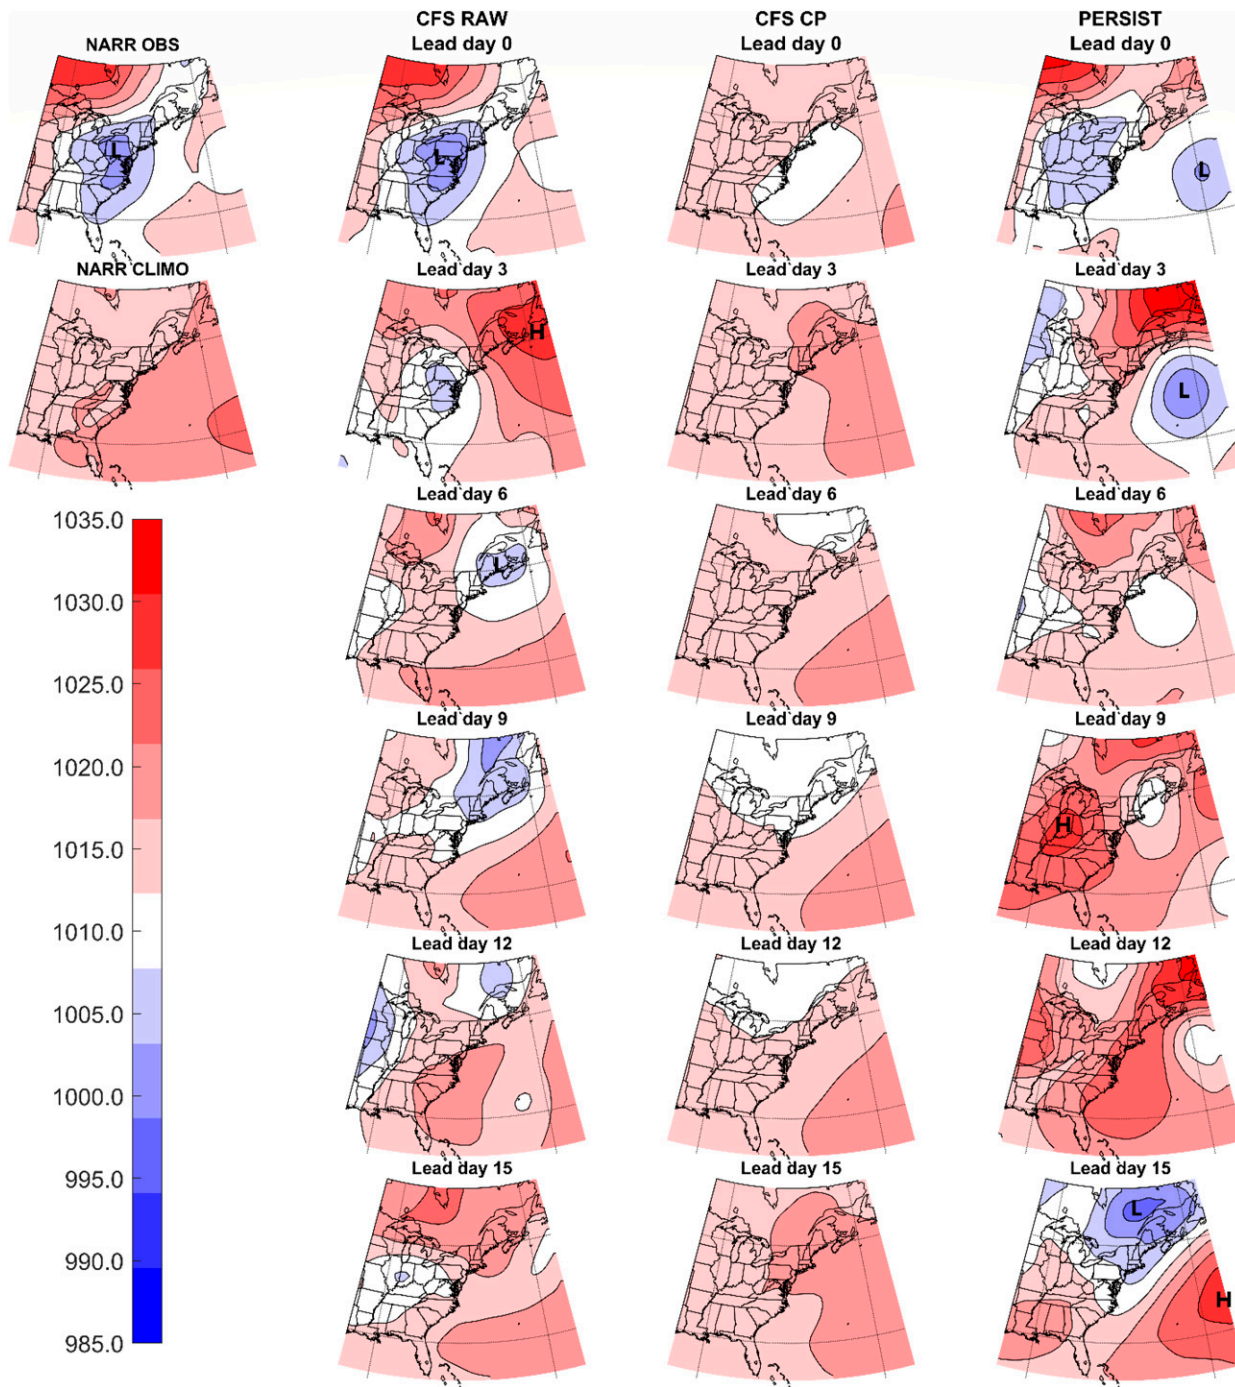 CFS RAW CFS CP PERSIST
NARR OBS Lead day 0 Lead day 0 Lead day 0
L L L
NARR CLIMO Lead day 3 Lead day 3 Lead day 3
H L
Lead day 6 Lead day 6 Lead day 6
1035.0
L
1030.0
1025.0
Lead day 9 Lead day 9 Lead day 9
1020.0
1015.0
H
1010.0
Lead day 12 Lead day 12 Lead day 12
1005.0
1000.0
995.0
Lead day 15 Lead day 15 Lead day 15
L
990.0
H
985.0